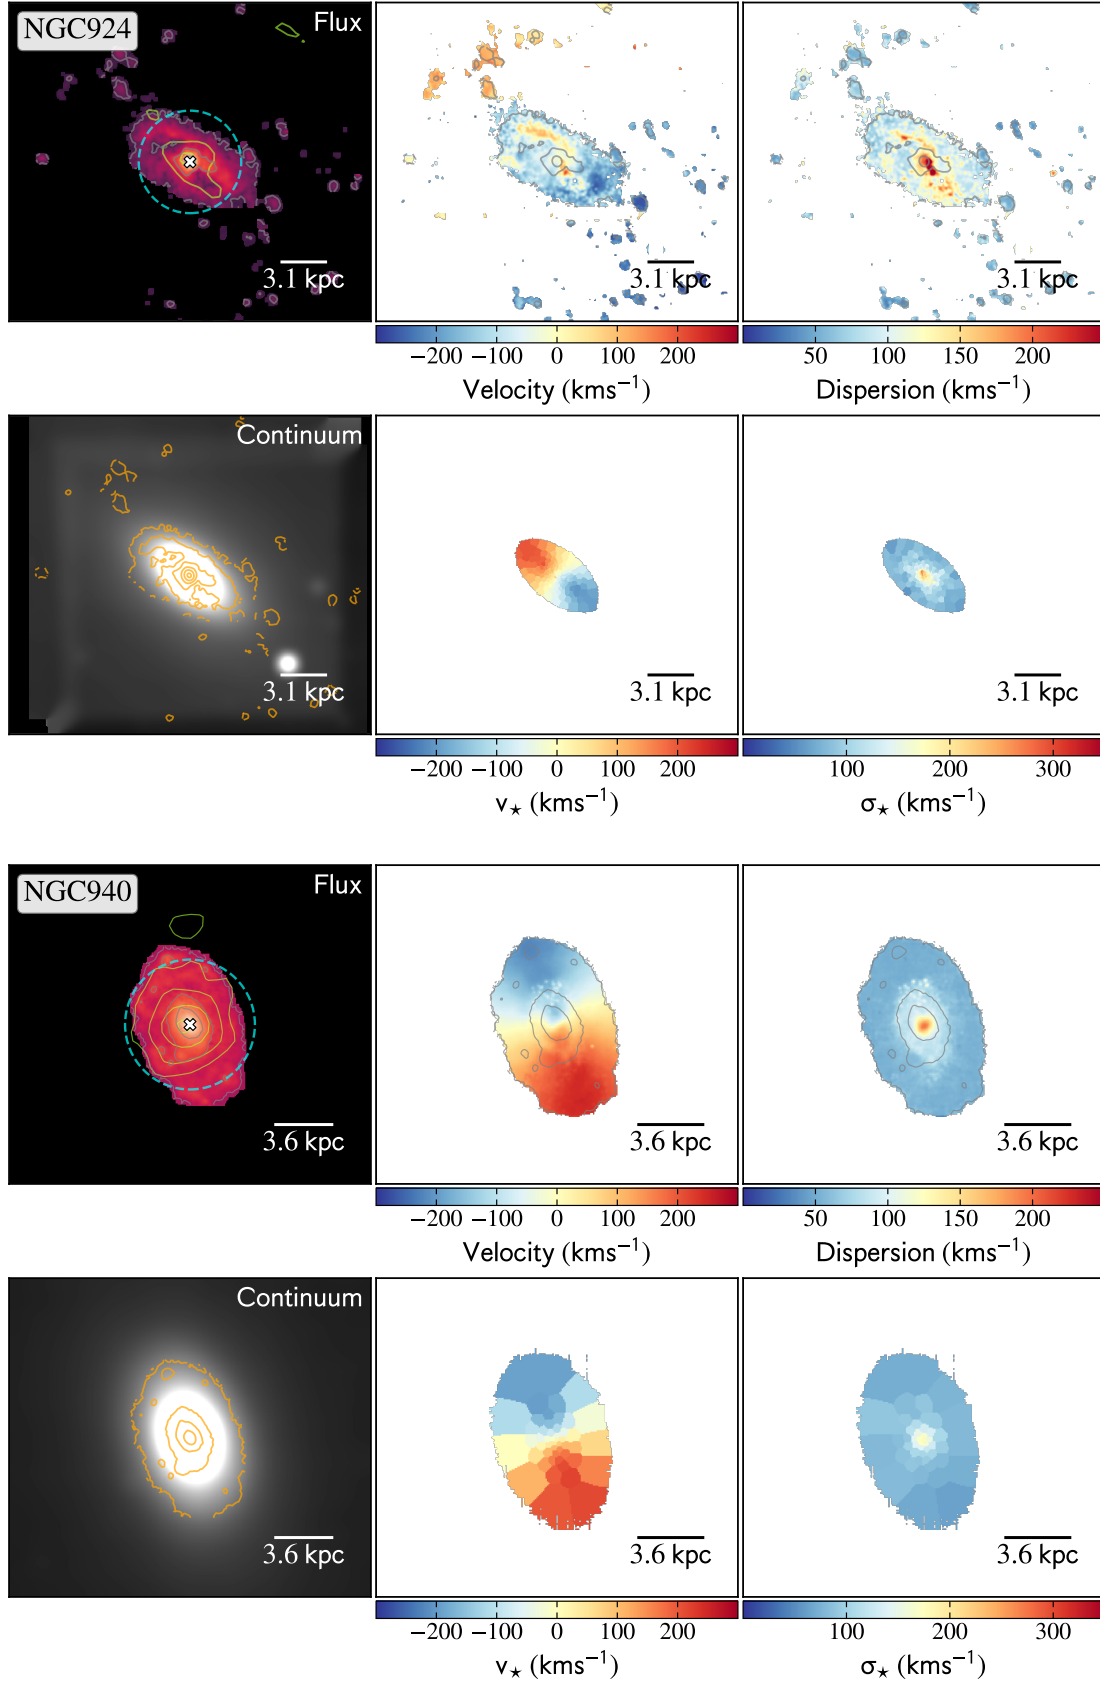 NGC924
Flux
3.1 kpc
3.1 kpc
3.1 kpc
−200 −100 0 100 200
50 100 150 200
Velocity (kms⁻¹)
Dispersion (kms⁻¹)
Continuum
3.1 kpc
3.1 kpc
3.1 kpc
−200 −100 0 100 200
100 200 300
v⋆ (kms⁻¹)
σ⋆ (kms⁻¹)
NGC940
Flux
3.6 kpc
3.6 kpc
3.6 kpc
−200 −100 0 100 200
50 100 150 200
Velocity (kms⁻¹)
Dispersion (kms⁻¹)
Continuum
3.6 kpc
3.6 kpc
3.6 kpc
−200 −100 0 100 200
100 200 300
v⋆ (kms⁻¹)
σ⋆ (kms⁻¹)